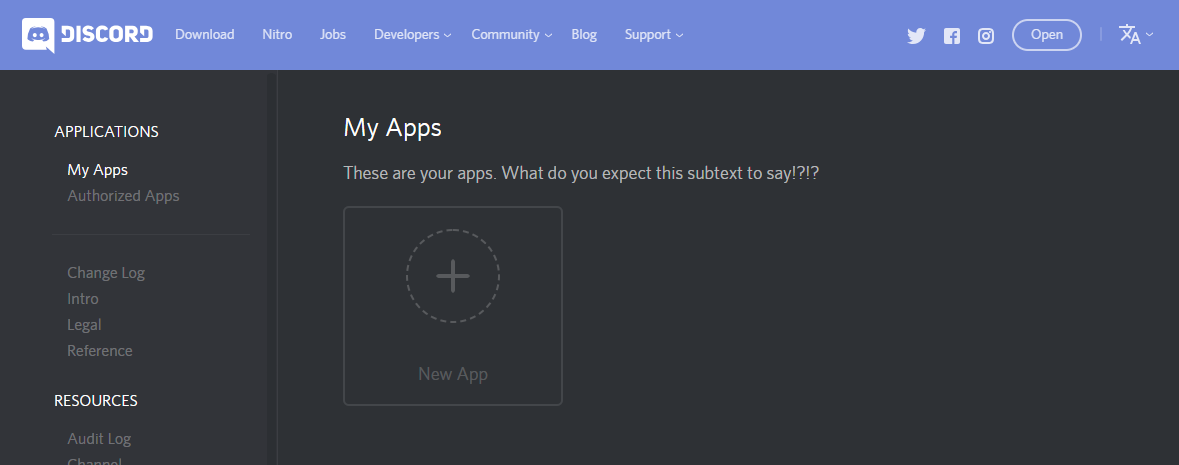 DISCORD Download Nitro Jobs Developers Community Blog Support Open
APPLICATIONS
My Apps
Authorized Apps
Change Log
Intro
Legal
Reference
RESOURCES
Audit Log
Channel
My Apps
These are your apps. What do you expect this subtext to say!?!?
New App